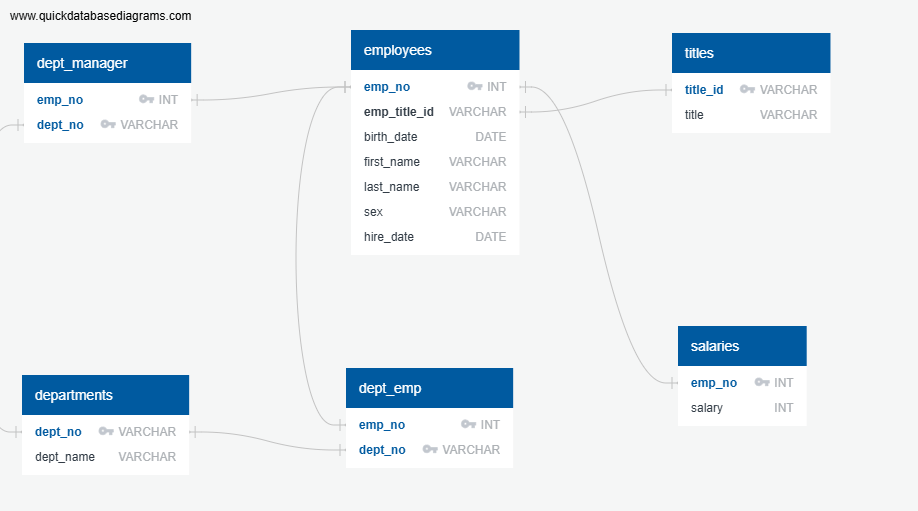 www.quickdatabasediagrams.com
dept_manager
emp_no INT
dept_no VARCHAR
employees
emp_no INT
emp_title_id VARCHAR
birth_date DATE
first_name VARCHAR
last_name VARCHAR
sex VARCHAR
hire_date DATE
titles
title_id VARCHAR
title VARCHAR
departments
dept_no VARCHAR
dept_name VARCHAR
dept_emp
emp_no INT
dept_no VARCHAR
salaries
emp_no INT
salary INT